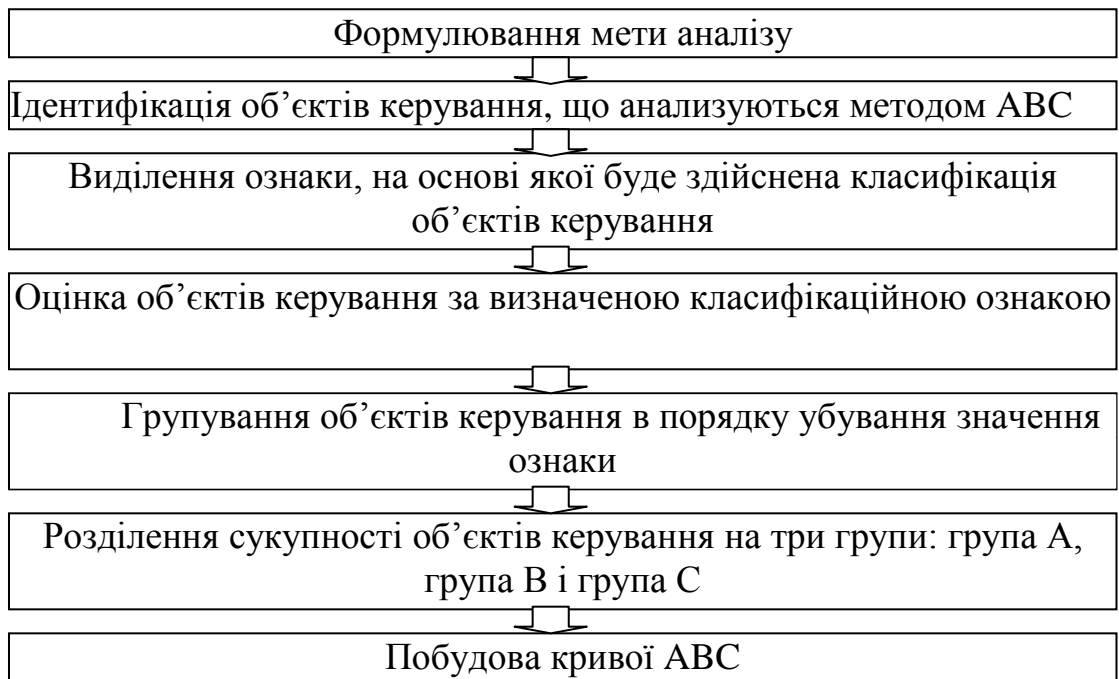 Формулювання мети аналізу
Ідентифікація об’єктів керування, що анализуються методом АВС
Виділення ознаки, на основі якої буде здійснена класифікація
об’єктів керування
Оцінка об’єктів керування за визначеною класифікаційною ознакою
Групування об’єктів керування в порядку убування значення
ознаки
Розділення сукупності об’єктів керування на три групи: група А,
група В і група С
Побудова кривої АВС